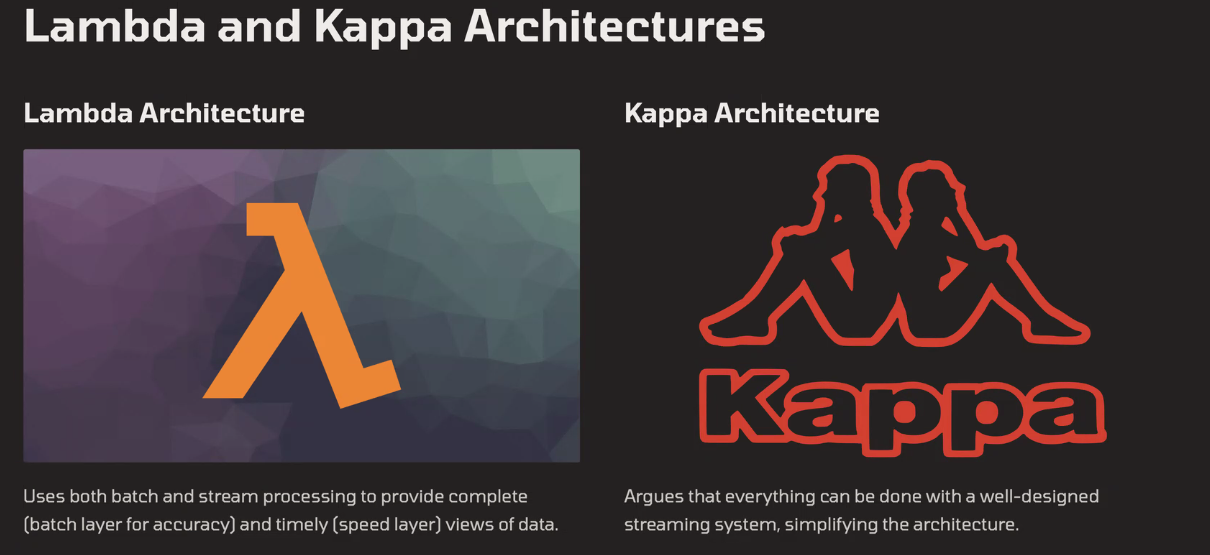 Lambda and Kappa Architectures
Lambda Architecture
Kappa Architecture
λ
Kappa
Uses both batch and stream processing to provide complete
(batch layer for accuracy) and timely (speed layer) views of data.
Argues that everything can be done with a well-designed
streaming system, simplifying the architecture.